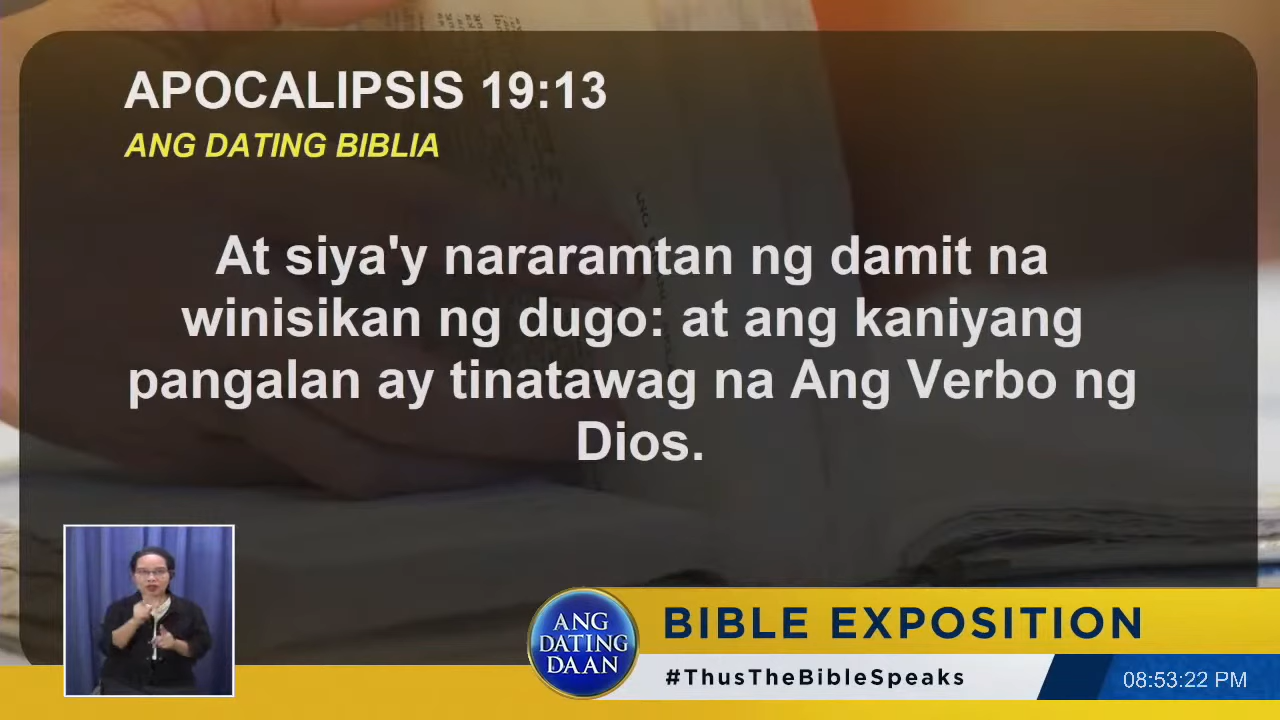 APOCALIPSIS 19:13
ANG DATING BIBLIA
At siya'y nararamtan ng damit na
winisikan ng dugo: at ang kaniyang
pangalan ay tinatawag na Ang Verbo ng
Dios.
ANG
DATING
DAAN
BIBLE EXPOSITION
#ThusTheBibleSpeaks
08:53:22 PM